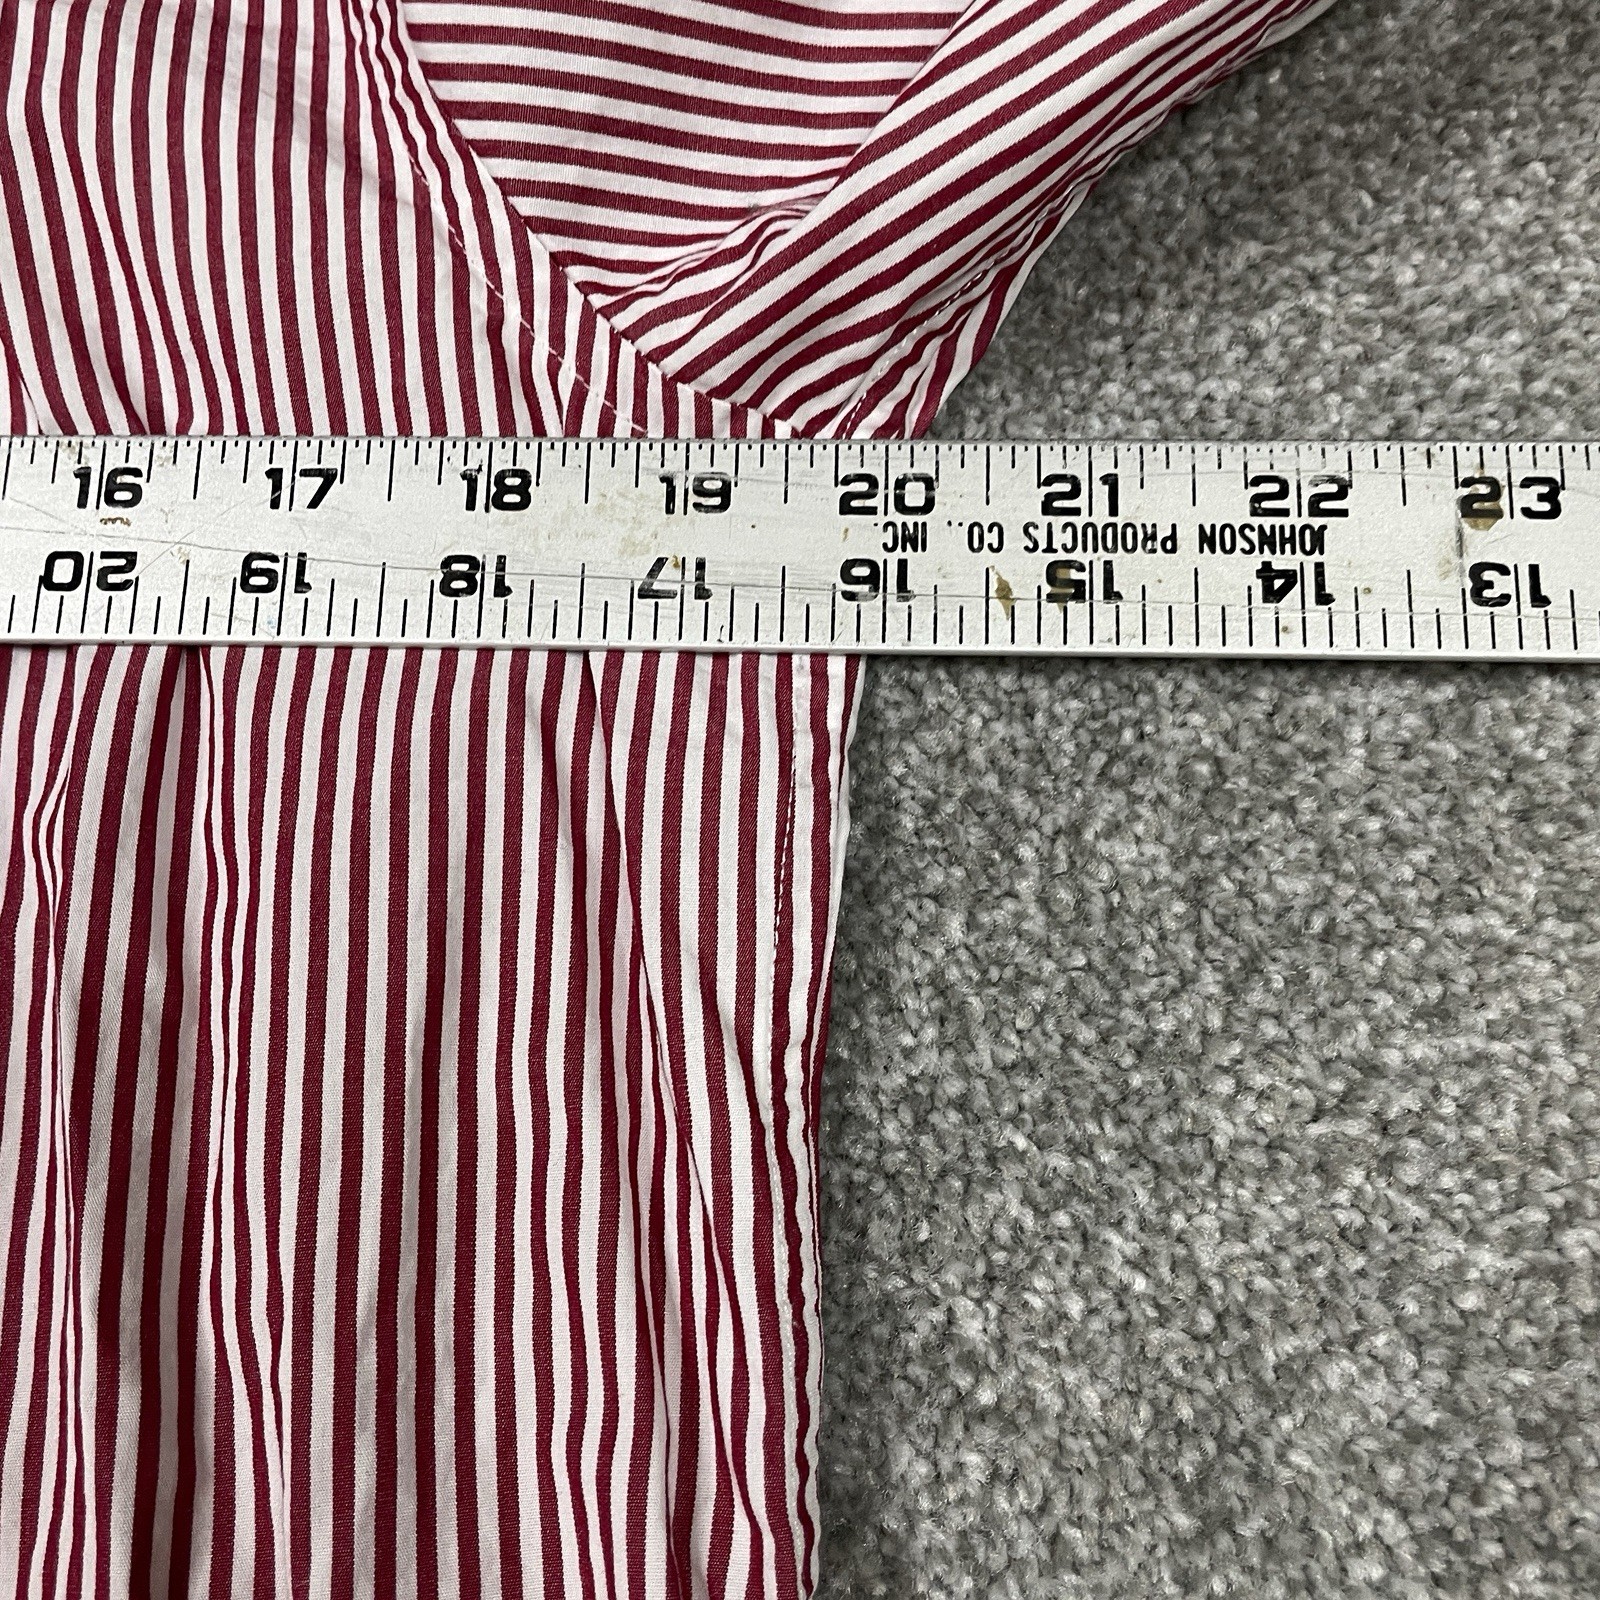 16 17 18 19 20 21 22 23
JOHNSON PRODUCTS CO., INC.
13 14 15 16 17 18 19 20